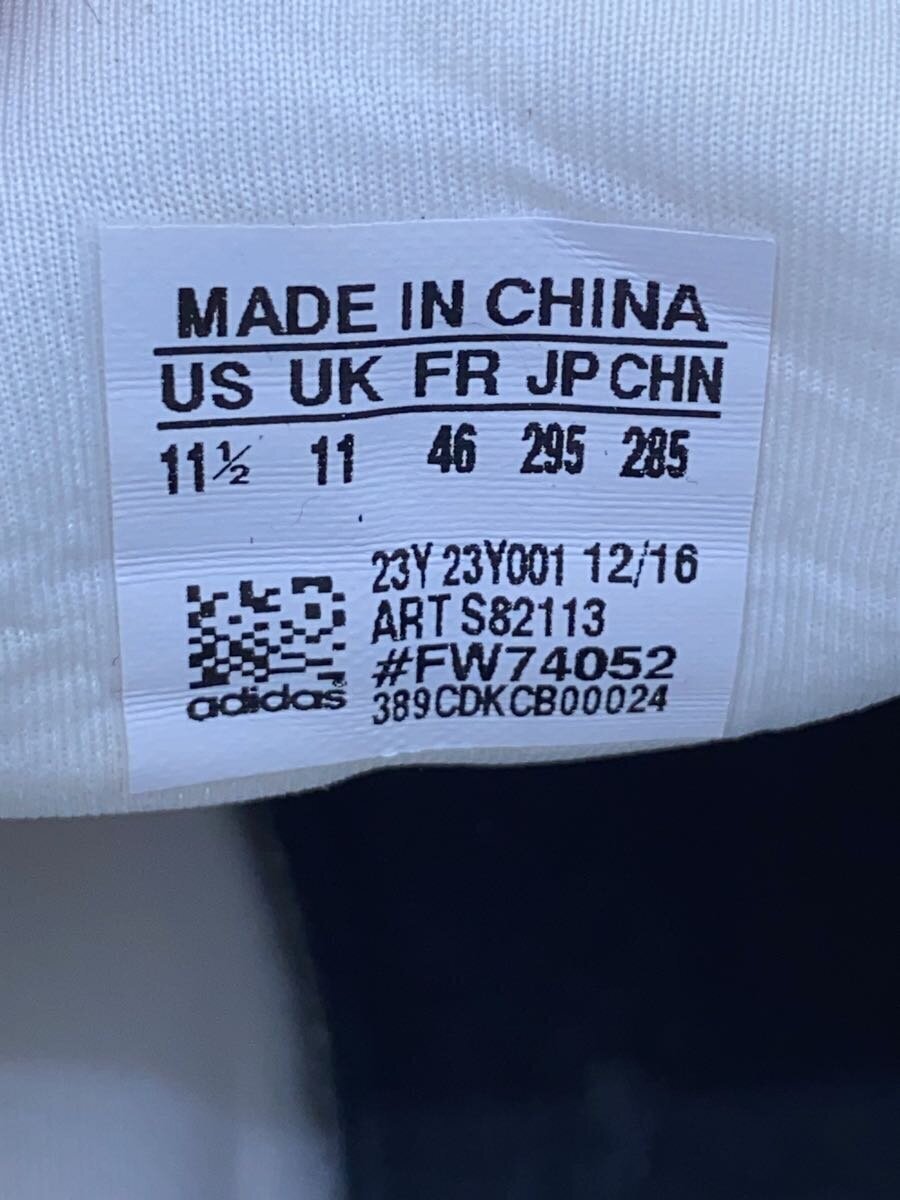 MADE IN CHINA
US UK FR JP CHN
11½ 11 46 295 285
23Y 23Y001 12/16
ART S82113
#FW74052
389CDKCB00024
adidas